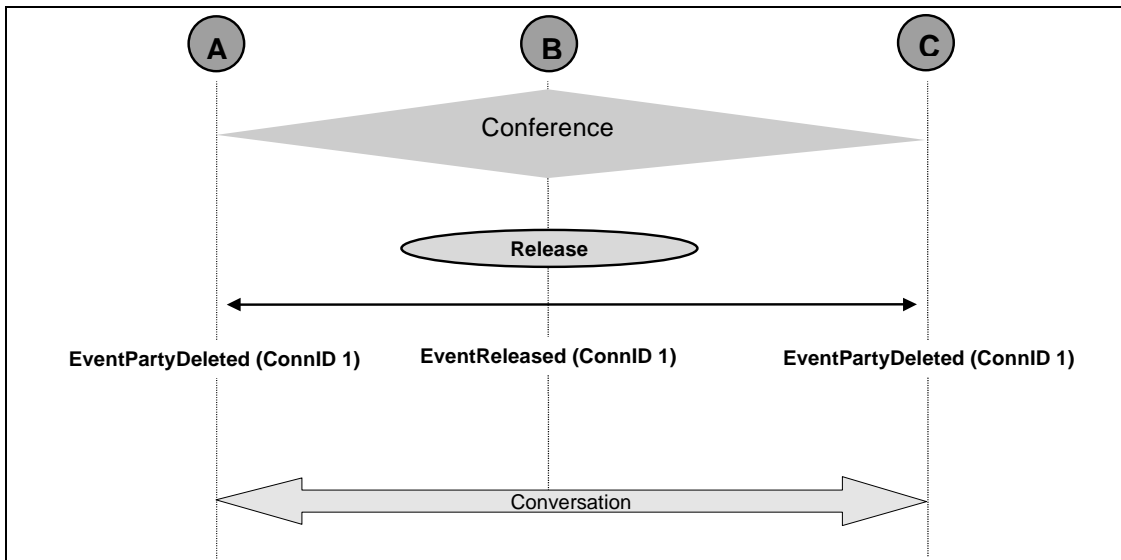 A B C
Conference
Release
EventPartyDeleted (ConnID 1) EventReleased (ConnID 1) EventPartyDeleted (ConnID 1)
Conversation